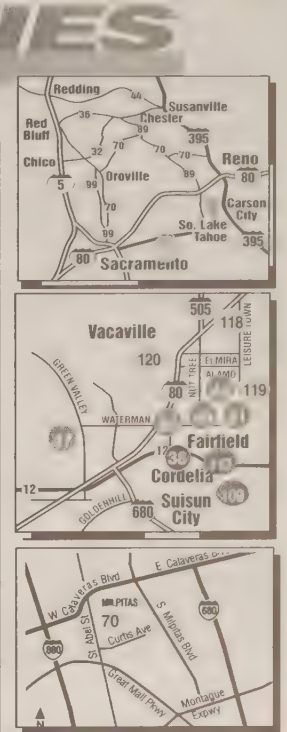 Redding
44
Susanville
36
Chester
Red
Bluff
89
395
32
70
70
Reno
Chico
80
5
Oroville
89
99
70
Carson
City
89
So. Lake
Tahoe
80
395
Sacramento
505
118
LEISURE TOWN
Vacaville
120
ELMIRA
NUT TREE
ALAMO
GREEN VALLEY
80
119
WATERMAN
Fairfield
12
38
Cordelia
12
GOLDENHILL
Suisun
680
City
E Calaveras
W Calaveras Blvd
680
MILPITAS
70
880
St. Abel St
Curtis Ave
S. Milpitas Blvd
Great Mall Pkwy
Montague
Expwy
N